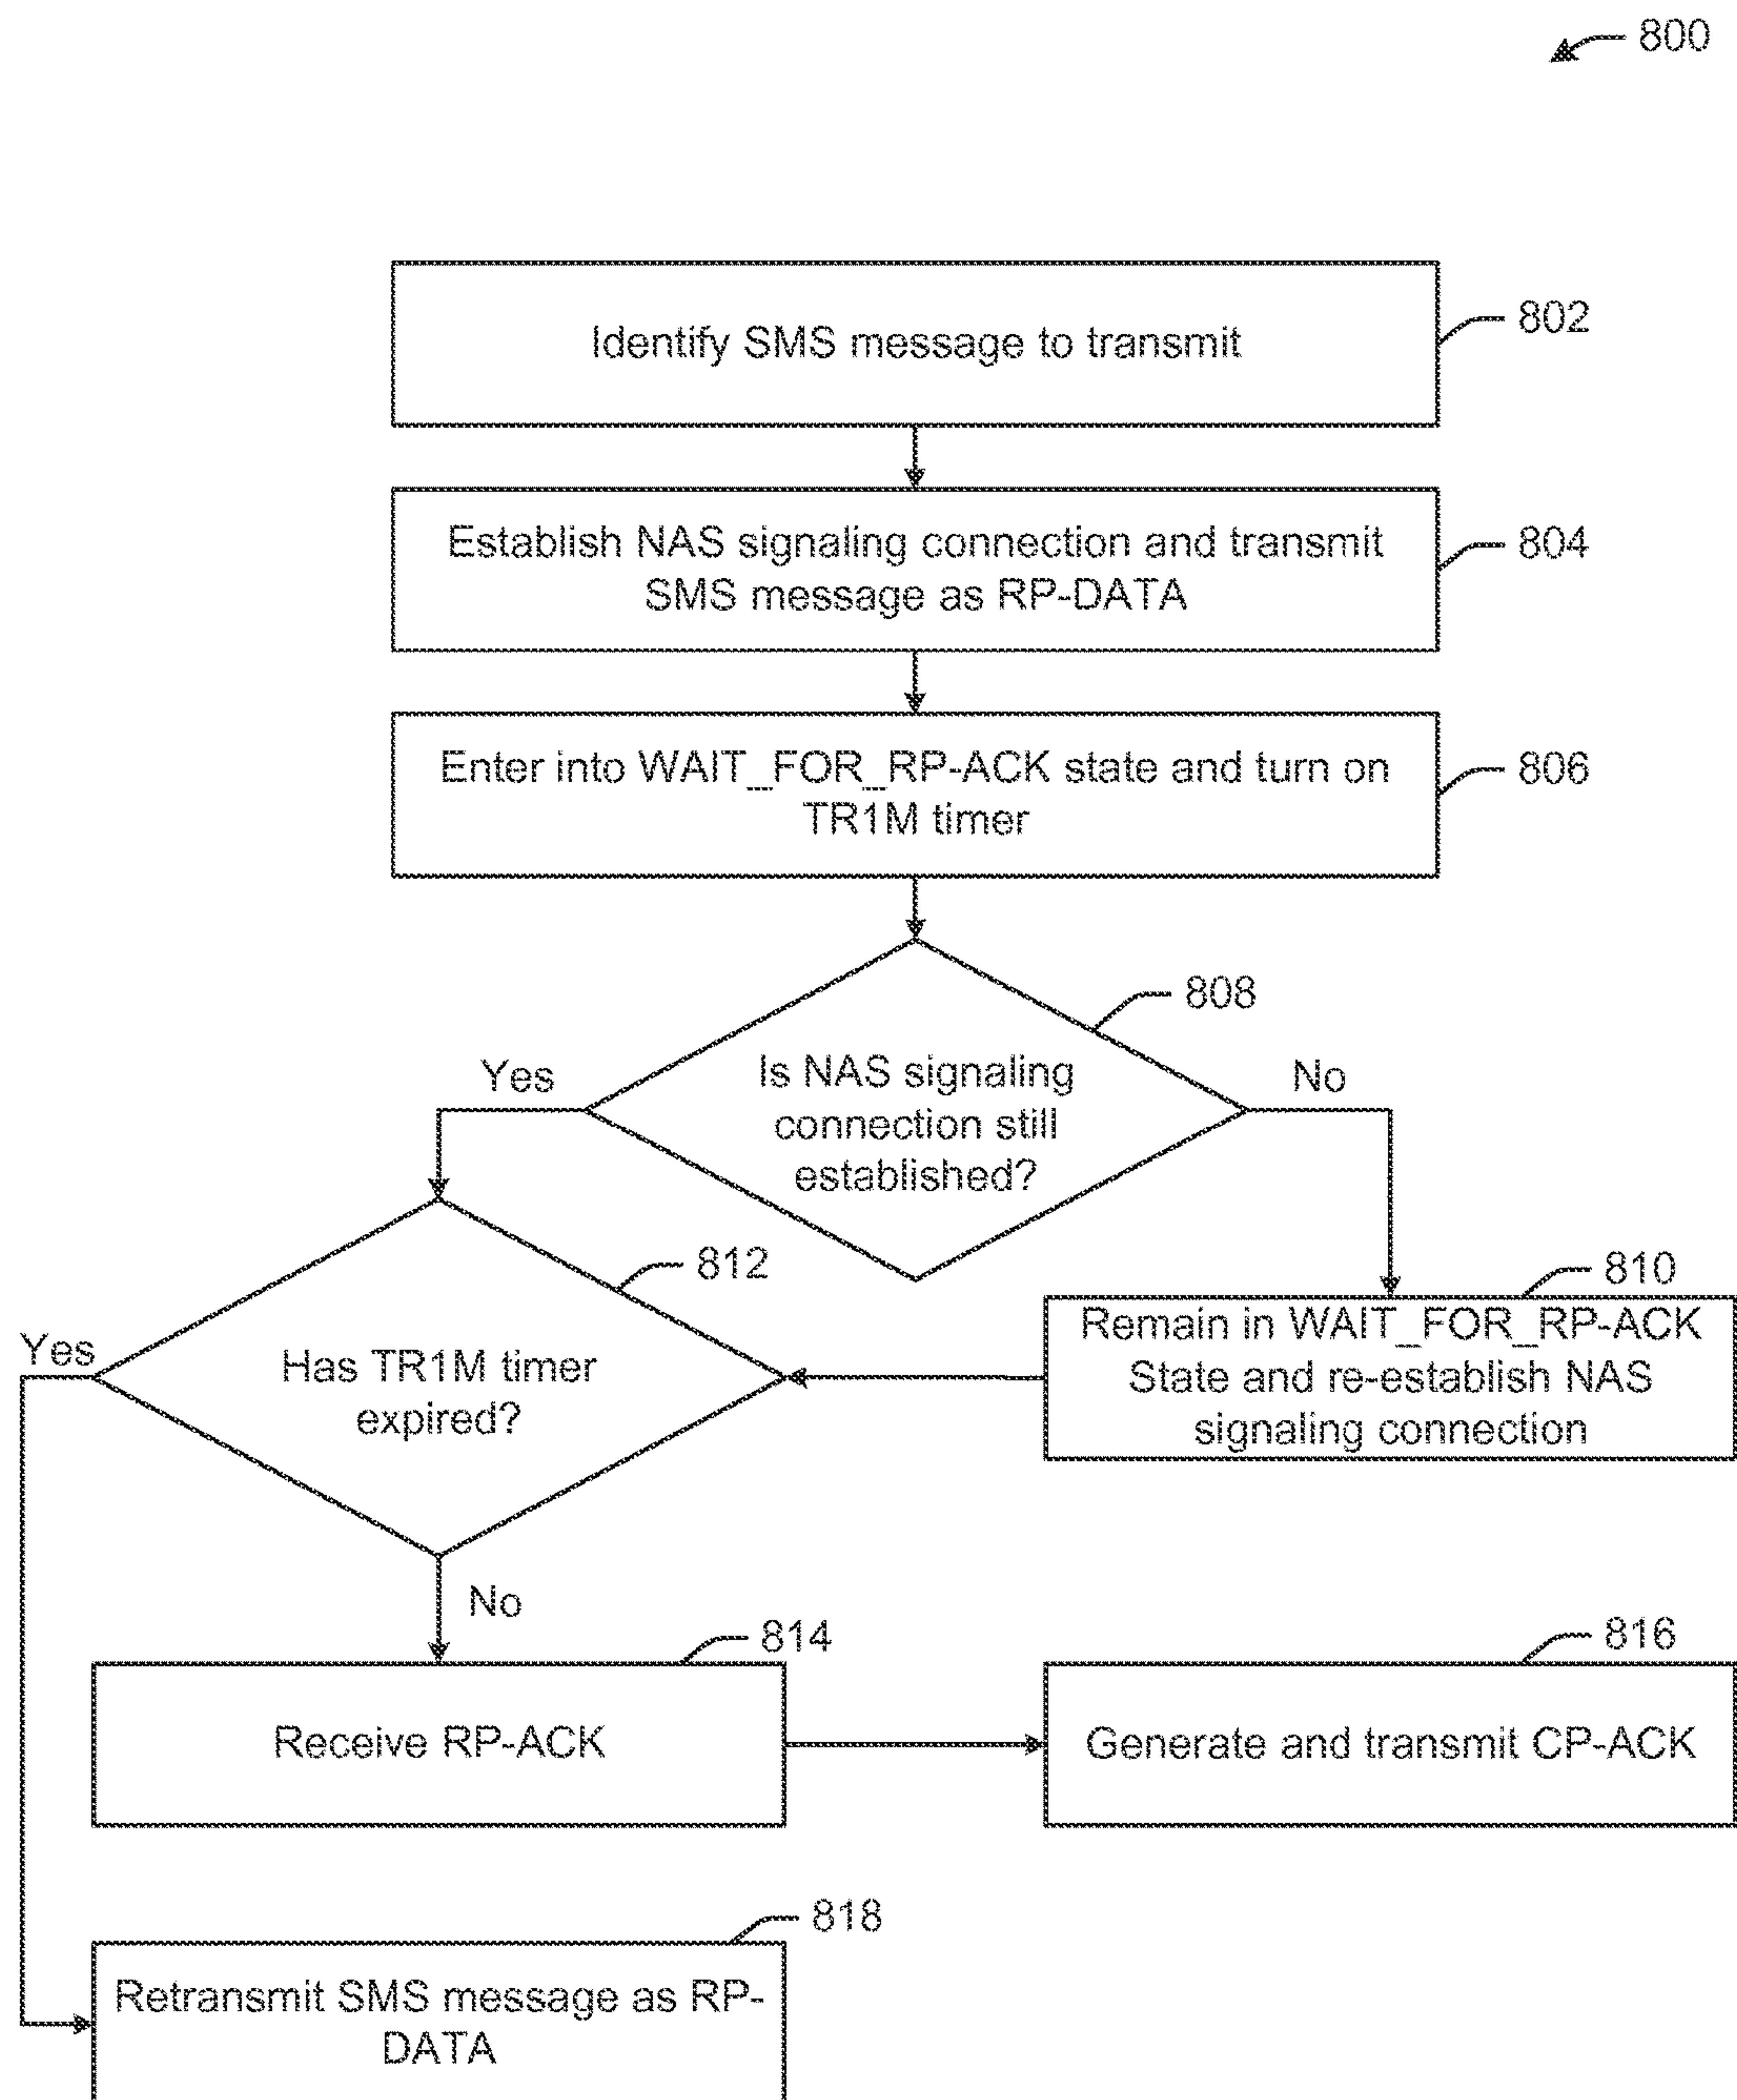 800
Identify SMS message to transmit
802
Establish NAS signaling connection and transmit
SMS message as RP-DATA
804
Enter into WAIT_FOR_RP-ACK state and turn on
TR1M timer
806
808
Is NAS signaling
connection still
established?
Yes
No
810
Remain in WAIT_FOR_RP-ACK
State and re-establish NAS
signaling connection
812
Has TR1M timer
expired?
Yes
No
814
Receive RP-ACK
816
Generate and transmit CP-ACK
818
Retransmit SMS message as RP-
DATA